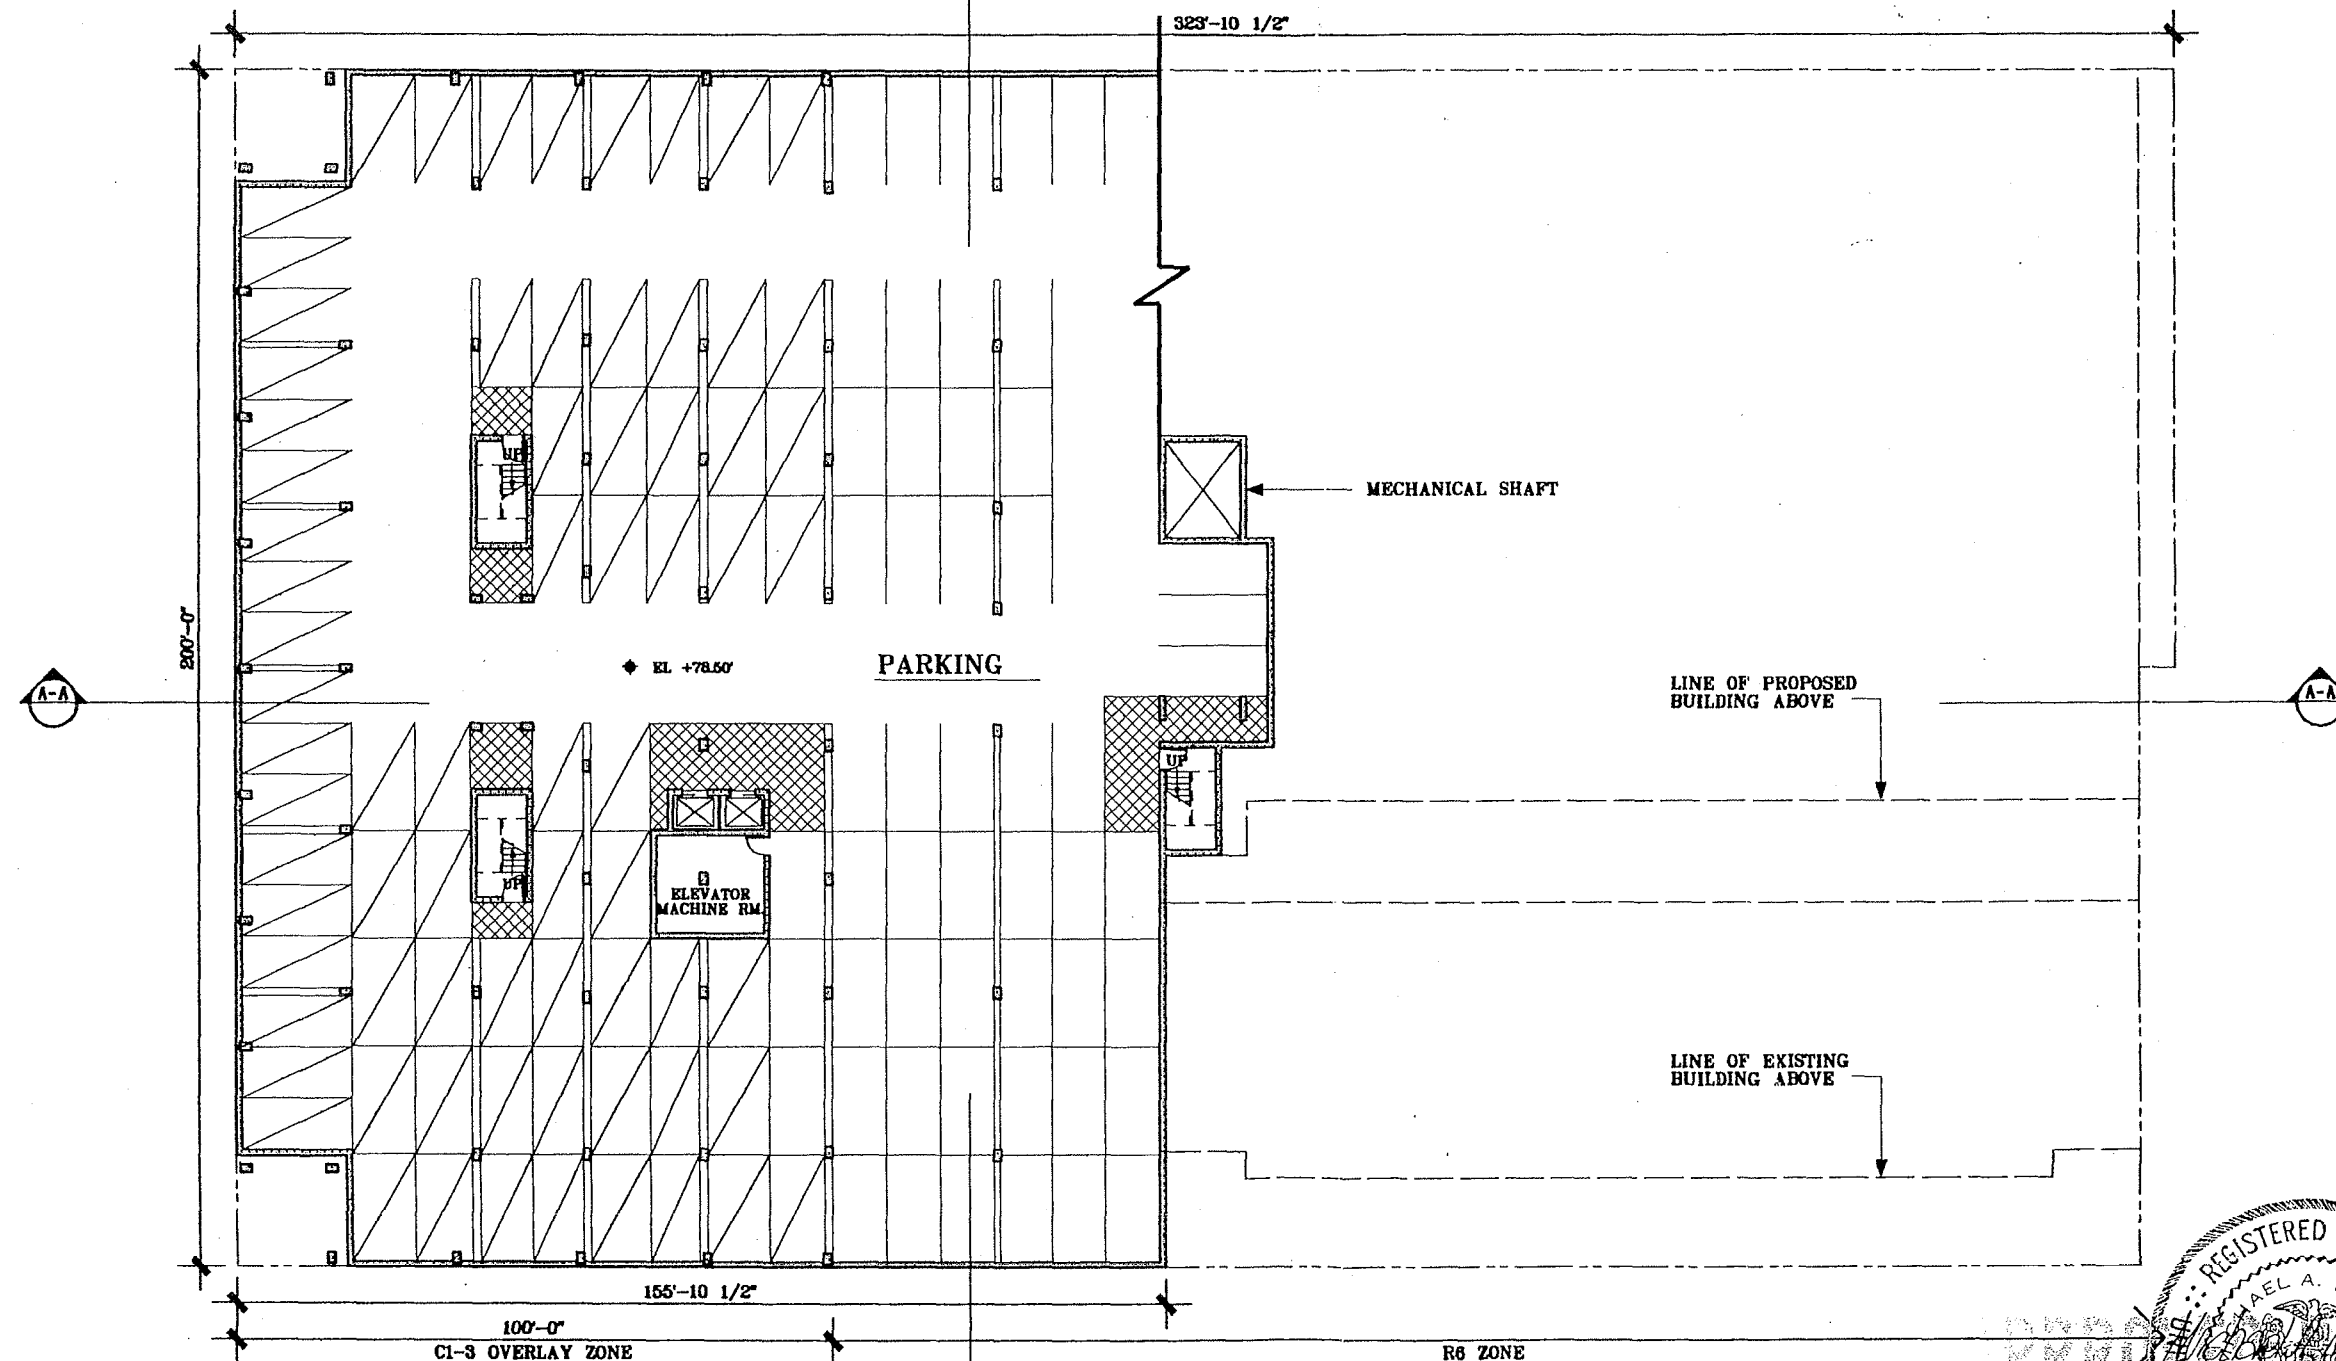 323'-10 1/2"
UP
MECHANICAL SHAFT
200'-0"
EL +78.50'
PARKING
A-A
A-A
LINE OF PROPOSED
BUILDING ABOVE
UP
UP
ELEVATOR
MACHINE RM.
LINE OF EXISTING
BUILDING ABOVE
155'-10 1/2"
100'-0"
C1-3 OVERLAY ZONE
R6 ZONE
REGISTERED
HAEL A.